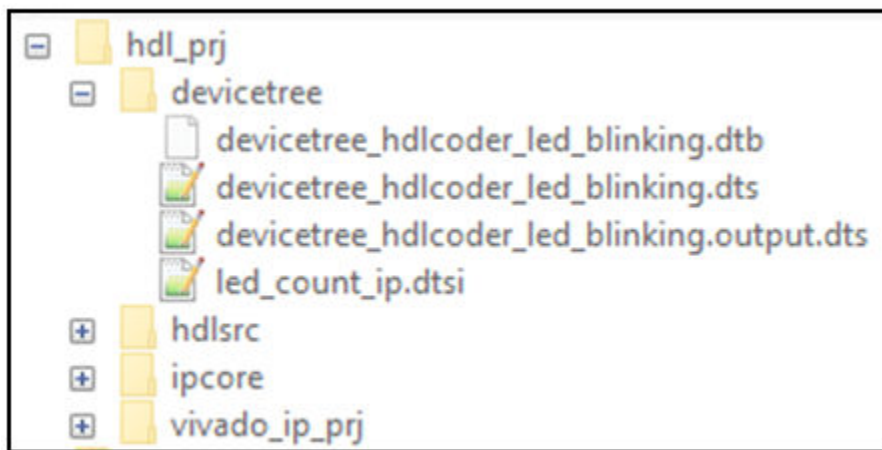 hdl_prj
devicetree
devicetree_hdlcoder_led_blinking.dtb
devicetree_hdlcoder_led_blinking.dts
devicetree_hdlcoder_led_blinking.output.dts
led_count_ip.dtsi
hdlsrc
ipcore
vivado_ip_prj